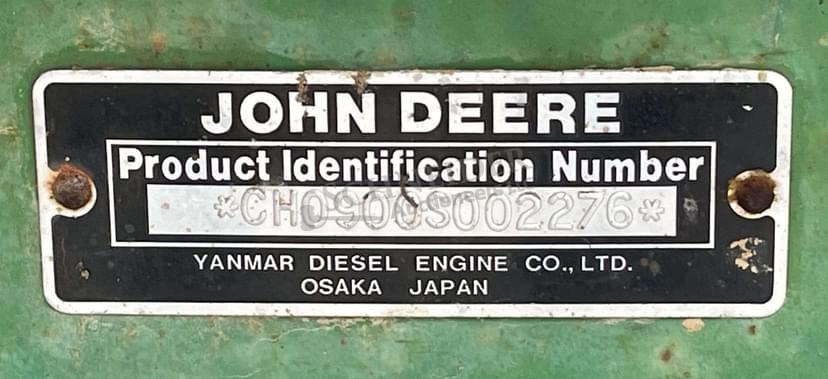 JOHN DEERE
Product Identification Number
*CH0900S002276*
YANMAR DIESEL ENGINE CO., LTD.
OSAKA JAPAN